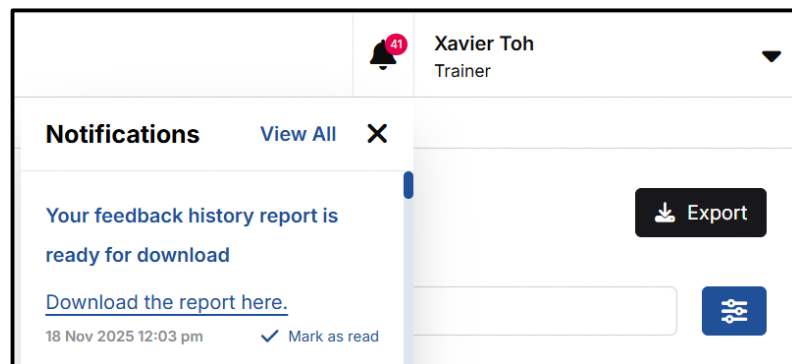 41
Xavier Toh
Trainer
Notifications
View All
Your feedback history report is
ready for download
Download the report here.
18 Nov 2025 12:03 pm
Mark as read
Export